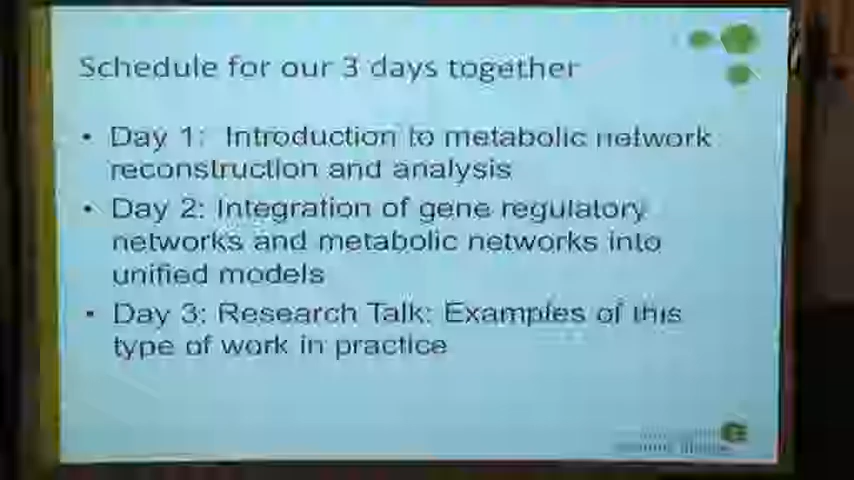 Schedule for our 3 days together
• Day 1: Introduction to metabolic network
reconstruction and analysis
• Day 2: Integration of gene regulatory
networks and metabolic networks into
unified models
• Day 3: Research Talk: Examples of this
type of work in practice